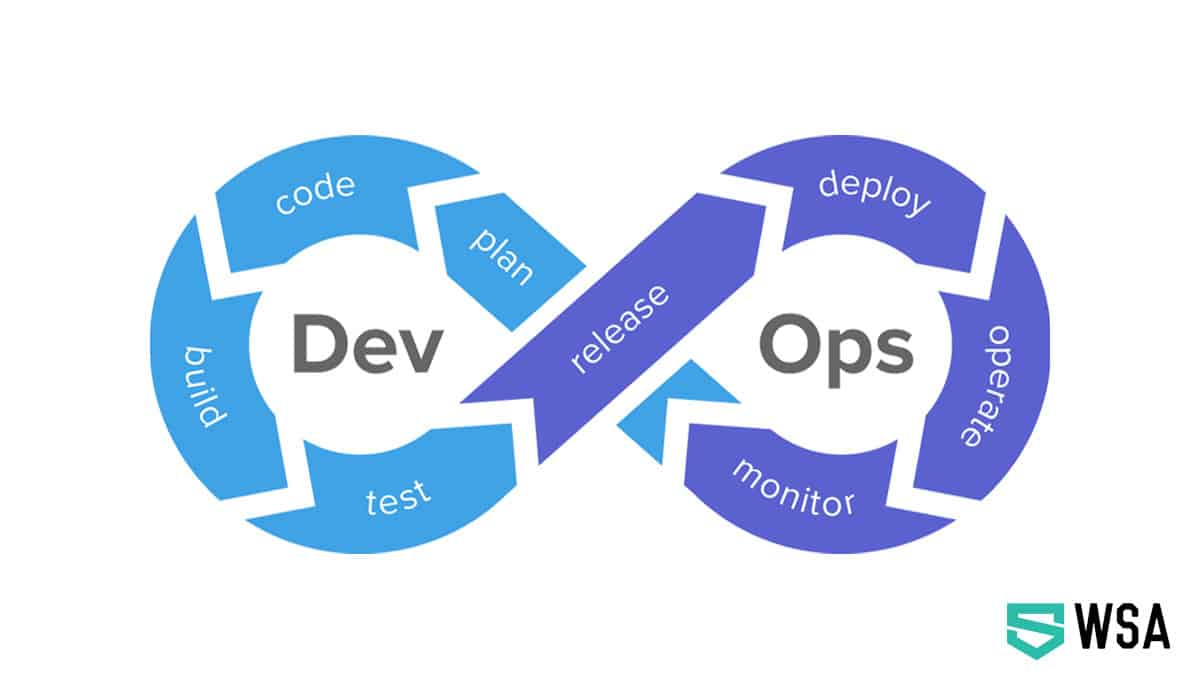 code
plan
build
test
Dev
release
deploy
operate
monitor
Ops
WSA